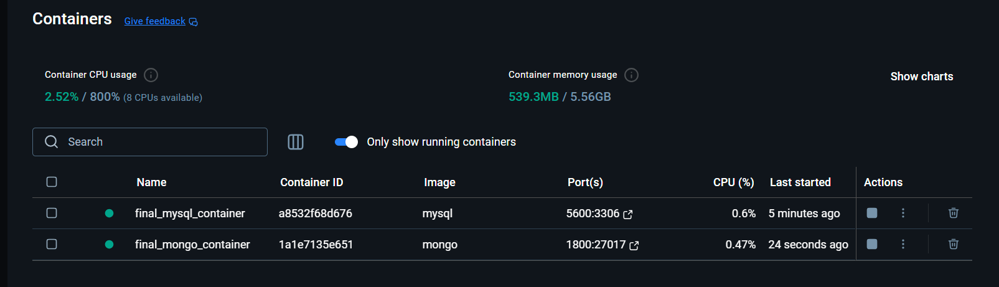 Containers Give feedback
Container CPU usage Container memory usage Show charts
2.52% / 800% (8 CPUs available) 539.3MB / 5.56GB
Search Only show running containers
Name Container ID Image Port(s) CPU (%) Last started Actions
final_mysql_container a8532f68d676 mysql 5600:3306 0.6% 5 minutes ago
final_mongo_container 1a1e7135e651 mongo 1800:27017 0.47% 24 seconds ago